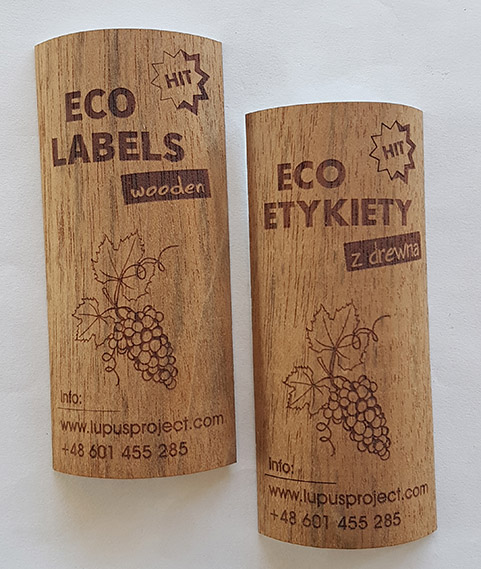 HIT
ECO
LABELS
wooden
Info:
www.lupusproject.com
+48 601 455 285
HIT
ECO
ETYKIETY
z drewna
Info:
www.lupusproject.com
+48 601 455 285